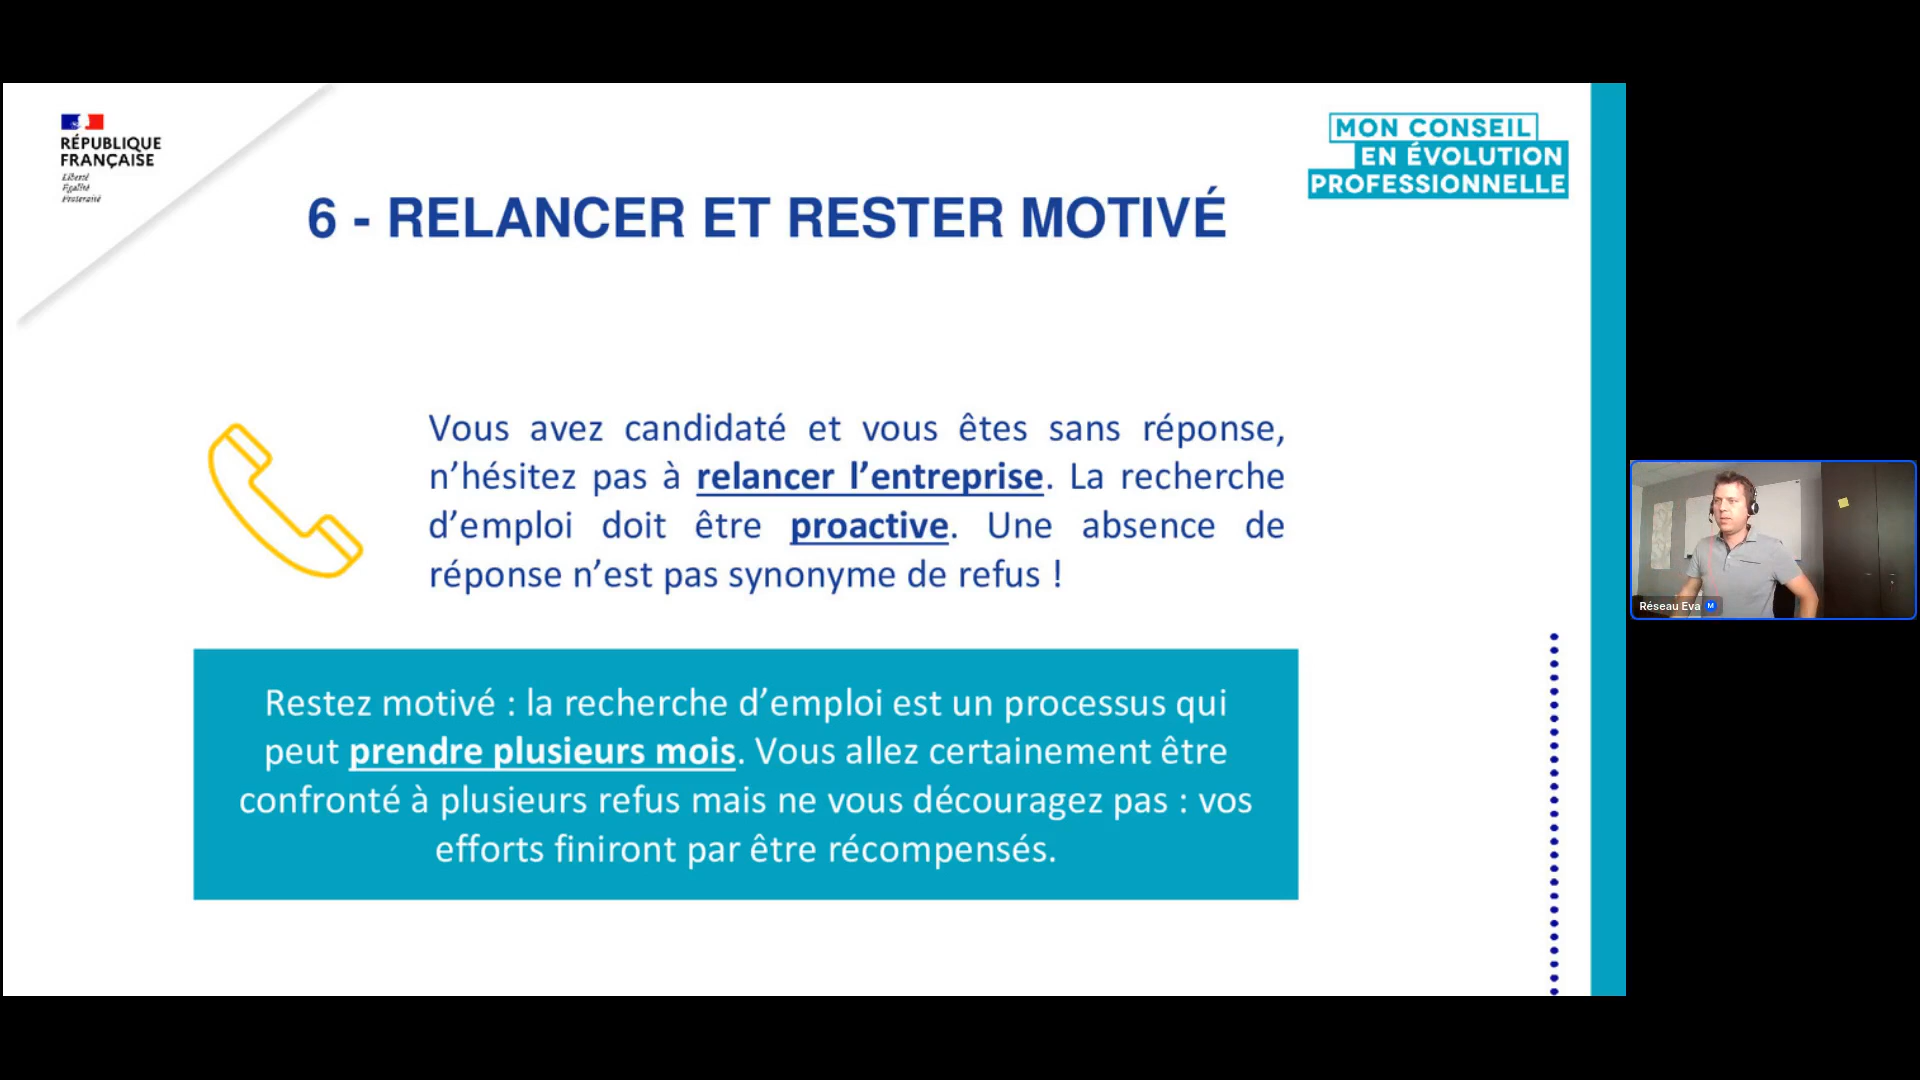 RÉPUBLIQUE
FRANÇAISE
Liberté
Égalité
Fraternité
MON CONSEIL
EN ÉVOLUTION
PROFESSIONNELLE
6 - RELANCER ET RESTER MOTIVÉ
Vous avez candidaté et vous êtes sans réponse,
n’hésitez pas à relancer l’entreprise. La recherche
d’emploi doit être proactive. Une absence de
réponse n’est pas synonyme de refus !
Restez motivé : la recherche d’emploi est un processus qui
peut prendre plusieurs mois. Vous allez certainement être
confronté à plusieurs refus mais ne vous découragez pas : vos
efforts finiront par être récompensés.
Réseau Eva M